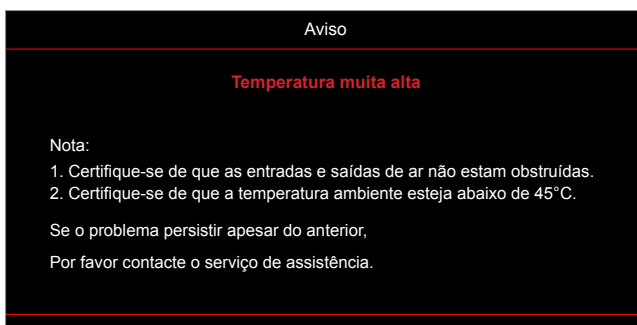 Aviso
Temperatura muita alta
Nota:
1. Certifique-se de que as entradas e saídas de ar não estam obstruídas.
2. Certifique-se de que a temperatura ambiente esteja abaixo de 45°C.
Se o problema persistir apesar do anterior,
Por favor contacte o serviço de assistência.